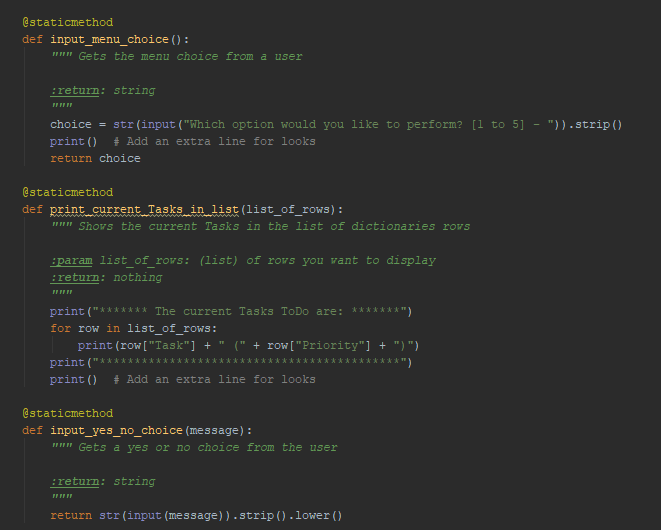 @staticmethod
def input_menu_choice():
    """ Gets the menu choice from a user

    :return: string
    """
    choice = str(input("Which option would you like to perform? [1 to 5] - ")).strip()
    print()  # Add an extra line for looks
    return choice

@staticmethod
def print_current_Tasks_in_list(list_of_rows):
    """ Shows the current Tasks in the list of dictionaries rows

    :param list_of_rows: (list) of rows you want to display
    :return: nothing
    """
    print("******* The current Tasks ToDo are: *******")
    for row in list_of_rows:
        print(row["Task"] + " (" + row["Priority"] + ")")
    print("*******************************************")
    print()  # Add an extra line for looks

@staticmethod
def input_yes_no_choice(message):
    """ Gets a yes or no choice from the user

    :return: string
    """
    return str(input(message)).strip().lower()